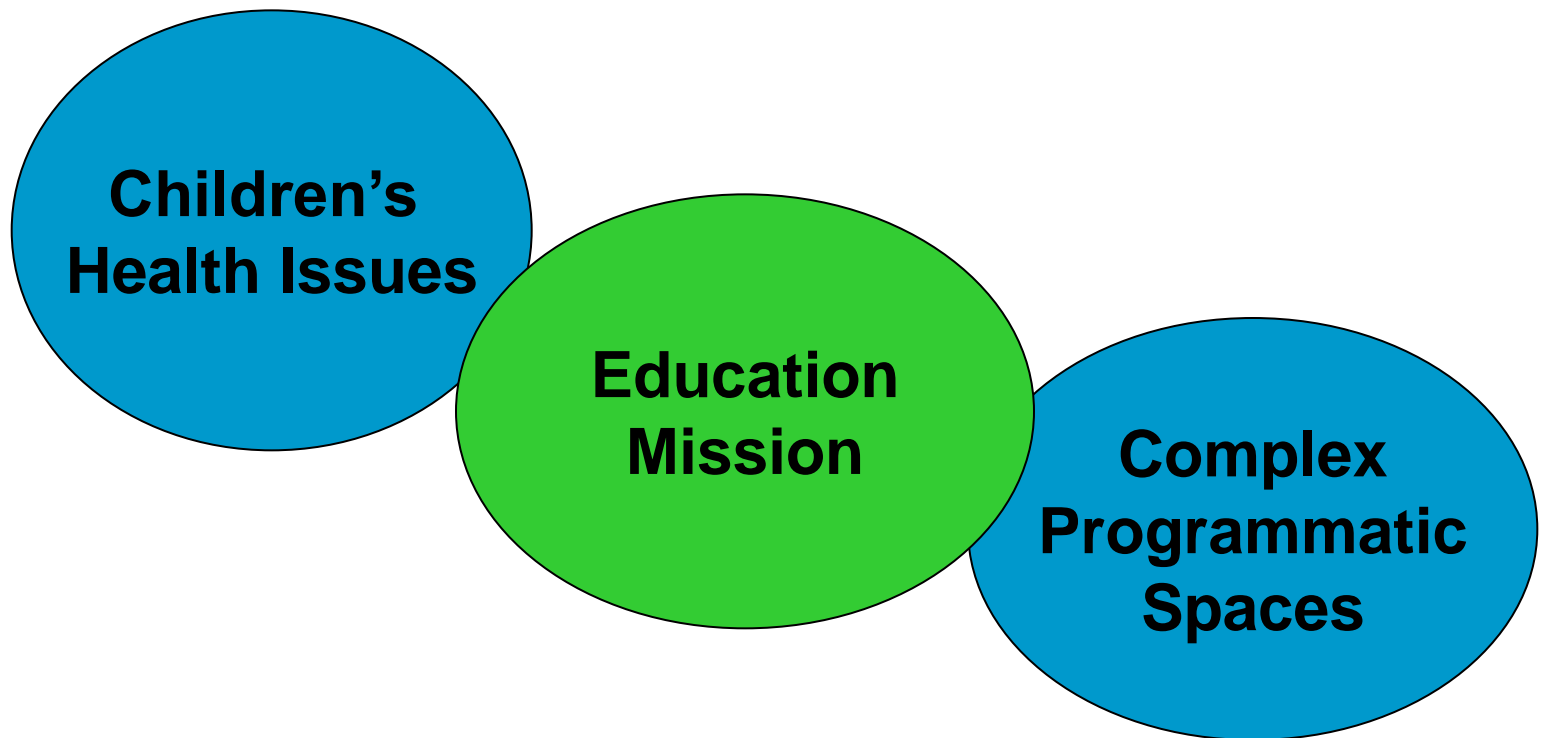 Children’s
Health Issues
Education
Mission
Complex
Programmatic
Spaces